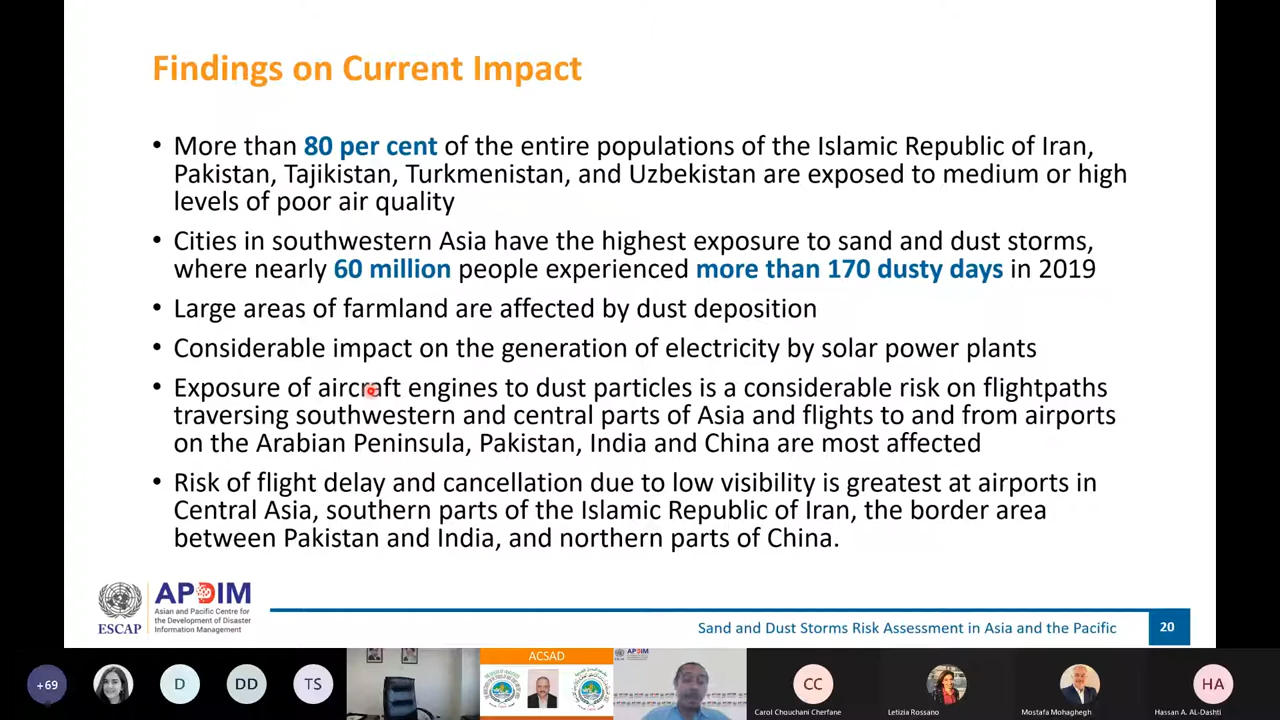 Findings on Current Impact
• More than 80 per cent of the entire populations of the Islamic Republic of Iran,
Pakistan, Tajikistan, Turkmenistan, and Uzbekistan are exposed to medium or high
levels of poor air quality
• Cities in southwestern Asia have the highest exposure to sand and dust storms,
where nearly 60 million people experienced more than 170 dusty days in 2019
• Large areas of farmland are affected by dust deposition
• Considerable impact on the generation of electricity by solar power plants
• Exposure of aircraft engines to dust particles is a considerable risk on flightpaths
traversing southwestern and central parts of Asia and flights to and from airports
on the Arabian Peninsula, Pakistan, India and China are most affected
• Risk of flight delay and cancellation due to low visibility is greatest at airports in
Central Asia, southern parts of the Islamic Republic of Iran, the border area
between Pakistan and India, and northern parts of China.
ESCAP
APDIM
Asian and Pacific Centre for
the Development of Disaster
Information Management
Sand and Dust Storms Risk Assessment in Asia and the Pacific
20
+69
D
DD
TS
ACSAD
APDIM
CC
Carol Chouchani Cherfane
Letizia Rossano
Mostafa Mohaghegh
HA
Hassan A. AL-Dashti